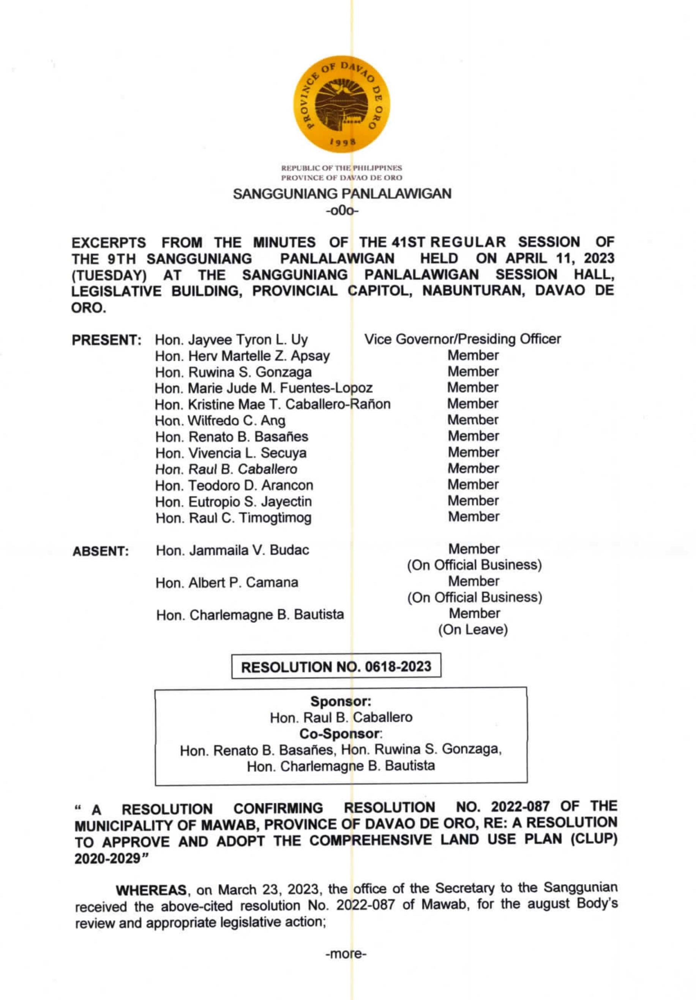 PROVINCE OF DAVAO DE ORO
1998
REPUBLIC OF THE PHILIPPINES
PROVINCE OF DAVAO DE ORO
SANGGUNIANG PANLALAWIGAN
-o0o-
EXCERPTS FROM THE MINUTES OF THE 41ST REGULAR SESSION OF
THE 9TH SANGGUNIANG PANLALAWIGAN HELD ON APRIL 11, 2023
(TUESDAY) AT THE SANGGUNIANG PANLALAWIGAN SESSION HALL,
LEGISLATIVE BUILDING, PROVINCIAL CAPITOL, NABUNTURAN, DAVAO DE
ORO.
PRESENT: Hon. Jayvee Tyron L. Uy Vice Governor/Presiding Officer
Hon. Herv Martelle Z. Apsay Member
Hon. Ruwina S. Gonzaga Member
Hon. Marie Jude M. Fuentes-Lopoz Member
Hon. Kristine Mae T. Caballero-Rañon Member
Hon. Wilfredo C. Ang Member
Hon. Renato B. Basañes Member
Hon. Vivencia L. Secuya Member
Hon. Raul B. Caballero Member
Hon. Teodoro D. Arancon Member
Hon. Eutropio S. Jayectin Member
Hon. Raul C. Timogtimog Member
ABSENT: Hon. Jammaila V. Budac Member
(On Official Business)
Hon. Albert P. Camana Member
(On Official Business)
Hon. Charlemagne B. Bautista Member
(On Leave)
RESOLUTION NO. 0618-2023
Sponsor:
Hon. Raul B. Caballero
Co-Sponsor:
Hon. Renato B. Basañes, Hon. Ruwina S. Gonzaga,
Hon. Charlemagne B. Bautista
“ A RESOLUTION CONFIRMING RESOLUTION NO. 2022-087 OF THE
MUNICIPALITY OF MAWAB, PROVINCE OF DAVAO DE ORO, RE: A RESOLUTION
TO APPROVE AND ADOPT THE COMPREHENSIVE LAND USE PLAN (CLUP)
2020-2029”
WHEREAS, on March 23, 2023, the office of the Secretary to the Sanggunian
received the above-cited resolution No. 2022-087 of Mawab, for the august Body's
review and appropriate legislative action;
-more-